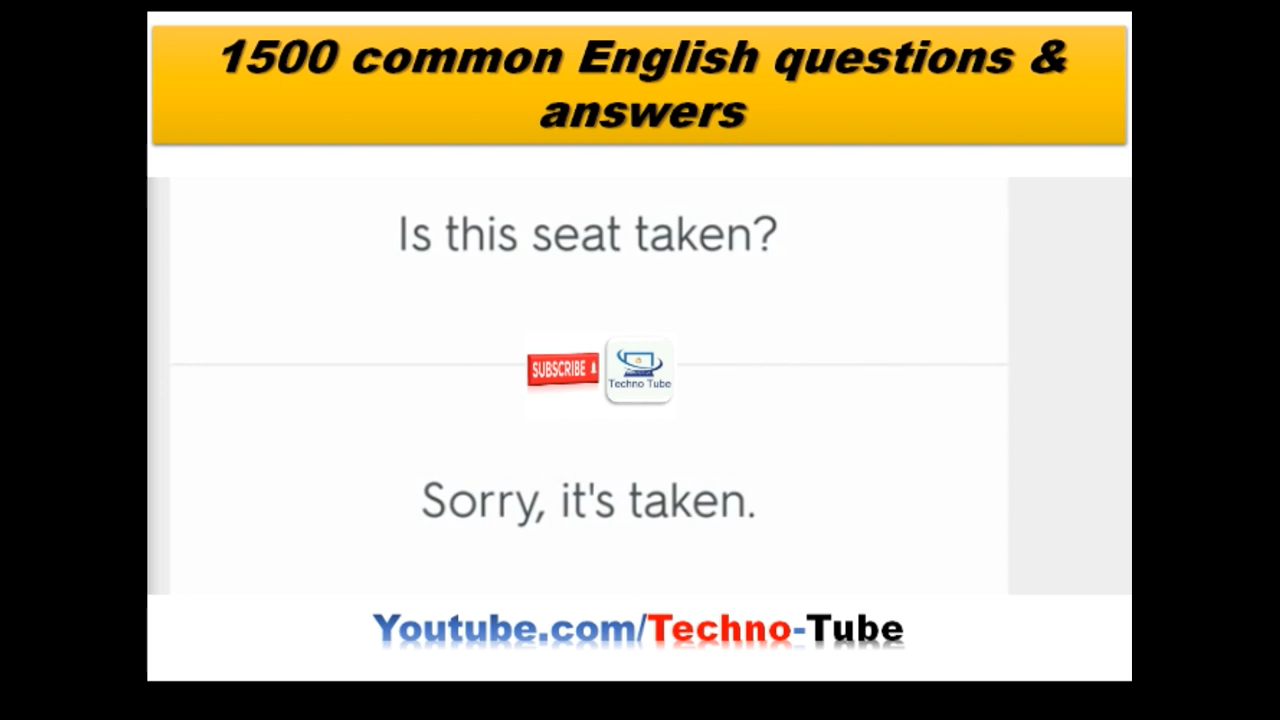 1500 common English questions &
answers
Is this seat taken?
SUBSCRIBE
Techno Tube
Sorry, it's taken.
Youtube.com/Techno-Tube